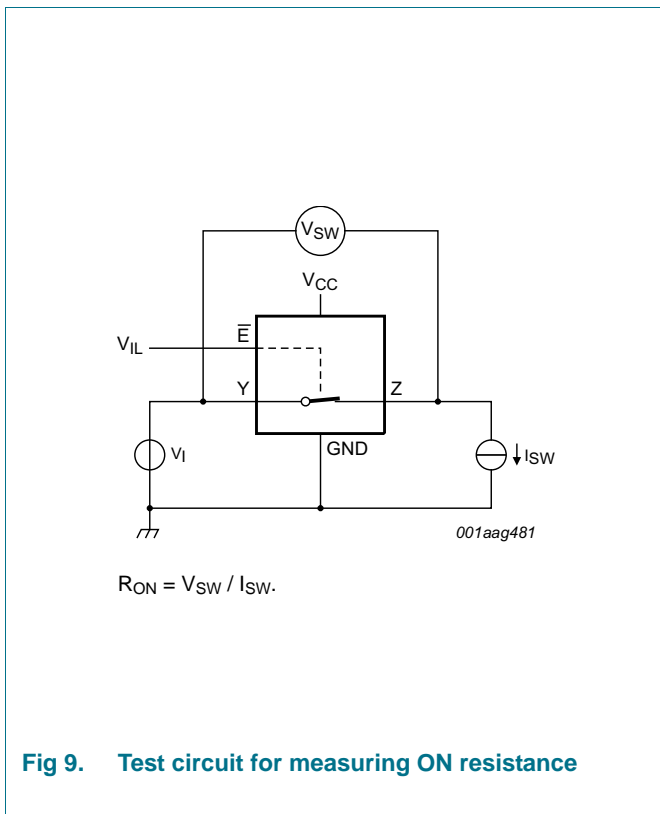 VSW
VCC
E̅
VIL
Y
Z
GND
VI
ISW
001aag481
RON = VSW / ISW.
Fig 9. Test circuit for measuring ON resistance